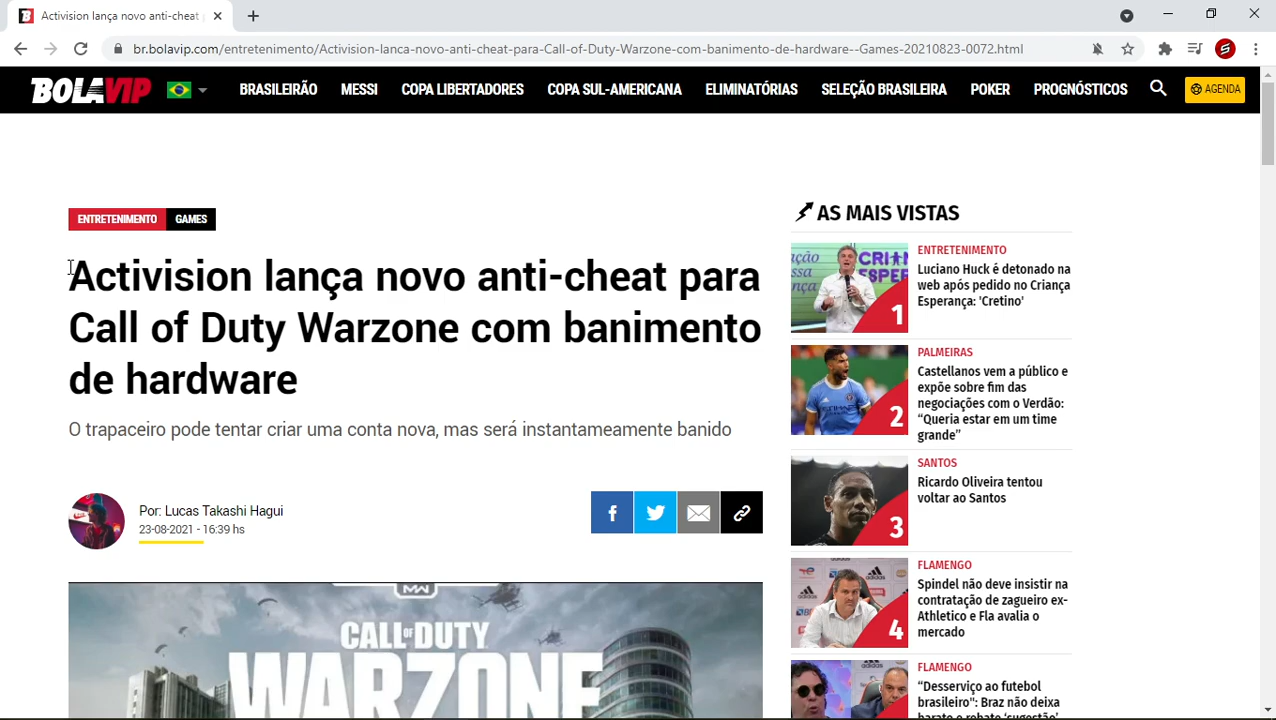 Activision lança novo anti-cheat
br.bolavip.com/entretenimento/Activision-lanca-novo-anti-cheat-para-Call-of-Duty-Warzone-com-banimento-de-hardware--Games-20210823-0072.html
BOLAVIP
BRASILEIRÃO
MESSI
COPA LIBERTADORES
COPA SUL-AMERICANA
ELIMINATÓRIAS
SELEÇÃO BRASILEIRA
POKER
PROGNÓSTICOS
AGENDA
ENTRETENIMENTO
GAMES
Activision lança novo anti-cheat para
Call of Duty Warzone com banimento
de hardware
O trapaceiro pode tentar criar uma conta nova, mas será instantameamente banido
Por: Lucas Takashi Hagui
23-08-2021 - 16:39 hs
MW
CALL OF DUTY
WARZONE
AS MAIS VISTAS
ENTRETENIMENTO
Luciano Huck é detonado na
web após pedido no Criança
Esperança: 'Cretino'
1
PALMEIRAS
Castellanos vem a público e
expõe sobre fim das
negociações com o Verdão:
“Queria estar em um time
grande”
2
SANTOS
Ricardo Oliveira tentou
voltar ao Santos
3
FLAMENGO
Spindel não deve insistir na
contratação de zagueiro ex-
Athletico e Fla avalia o
mercado
4
FLAMENGO
“Desserviço ao futebol
brasileiro”: Braz não deixa
barato e rebate ‘sugestão’